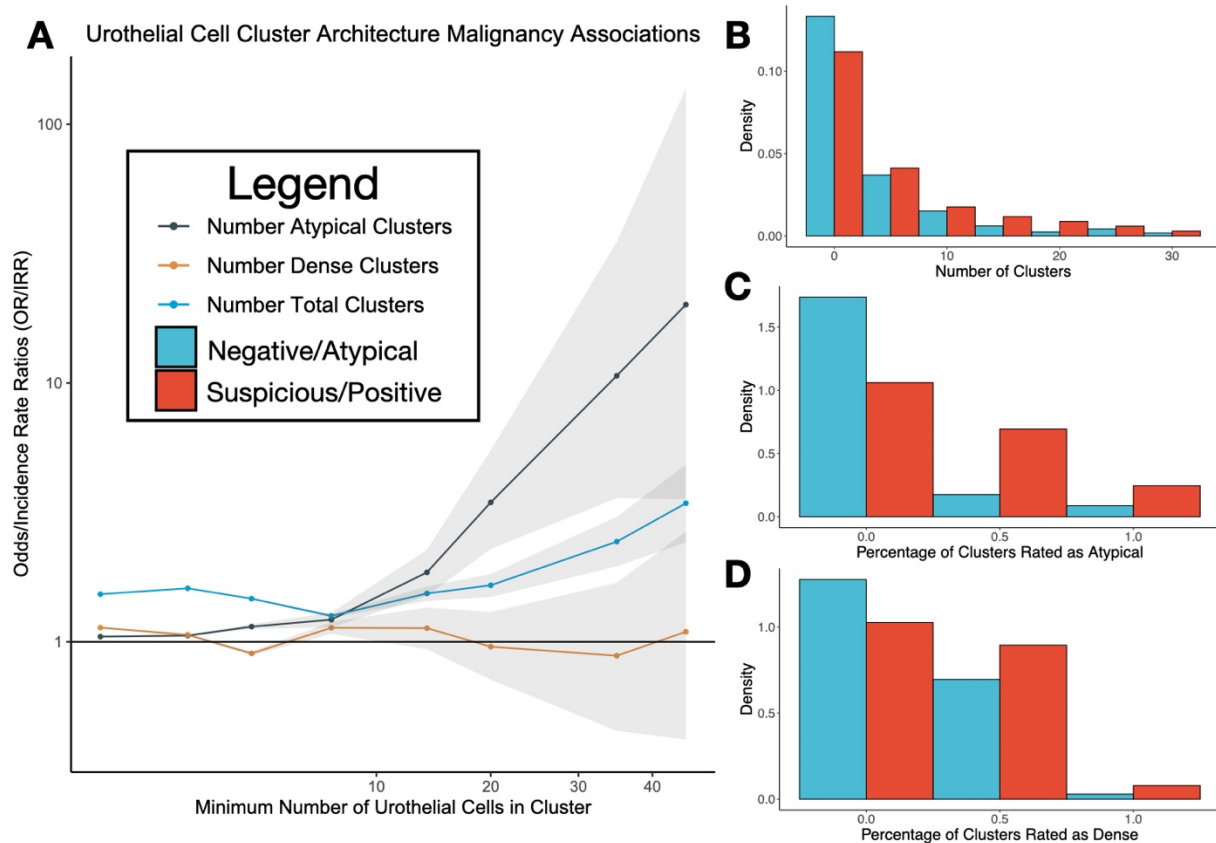 A
Urothelial Cell Cluster Architecture Malignancy Associations
Odds/Incidence Rate Ratios (OR/IRR)
100
10
1
Legend
Number Atypical Clusters
Number Dense Clusters
Number Total Clusters
Negative/Atypical
Suspicious/Positive
10 20 30 40
Minimum Number of Urothelial Cells in Cluster
B
Density
0.10
0.05
0.00
0 10 20 30
Number of Clusters
C
Density
1.5
1.0
0.5
0.0
0.0 0.5 1.0
Percentage of Clusters Rated as Atypical
D
Density
1.0
0.5
0.0
0.0 0.5 1.0
Percentage of Clusters Rated as Dense